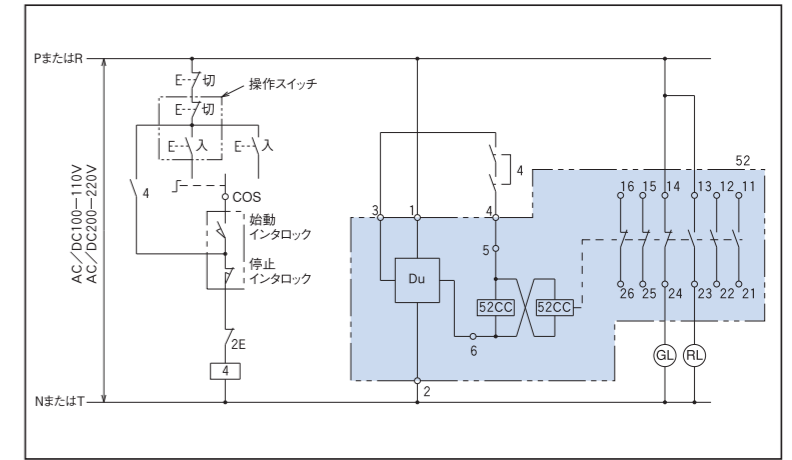 PまたはR
E 切
操作スイッチ
E 切
E 入
E 入
4
4
52
16 15 14 13 12 11
COS
3
1
4
始動
インタロック
5
AC/DC100―110V
AC/DC200―220V
停止
インタロック
Du
26 25 24 23 22 21
52CC
52CC
2E
6
GL
RL
4
2
NまたはT